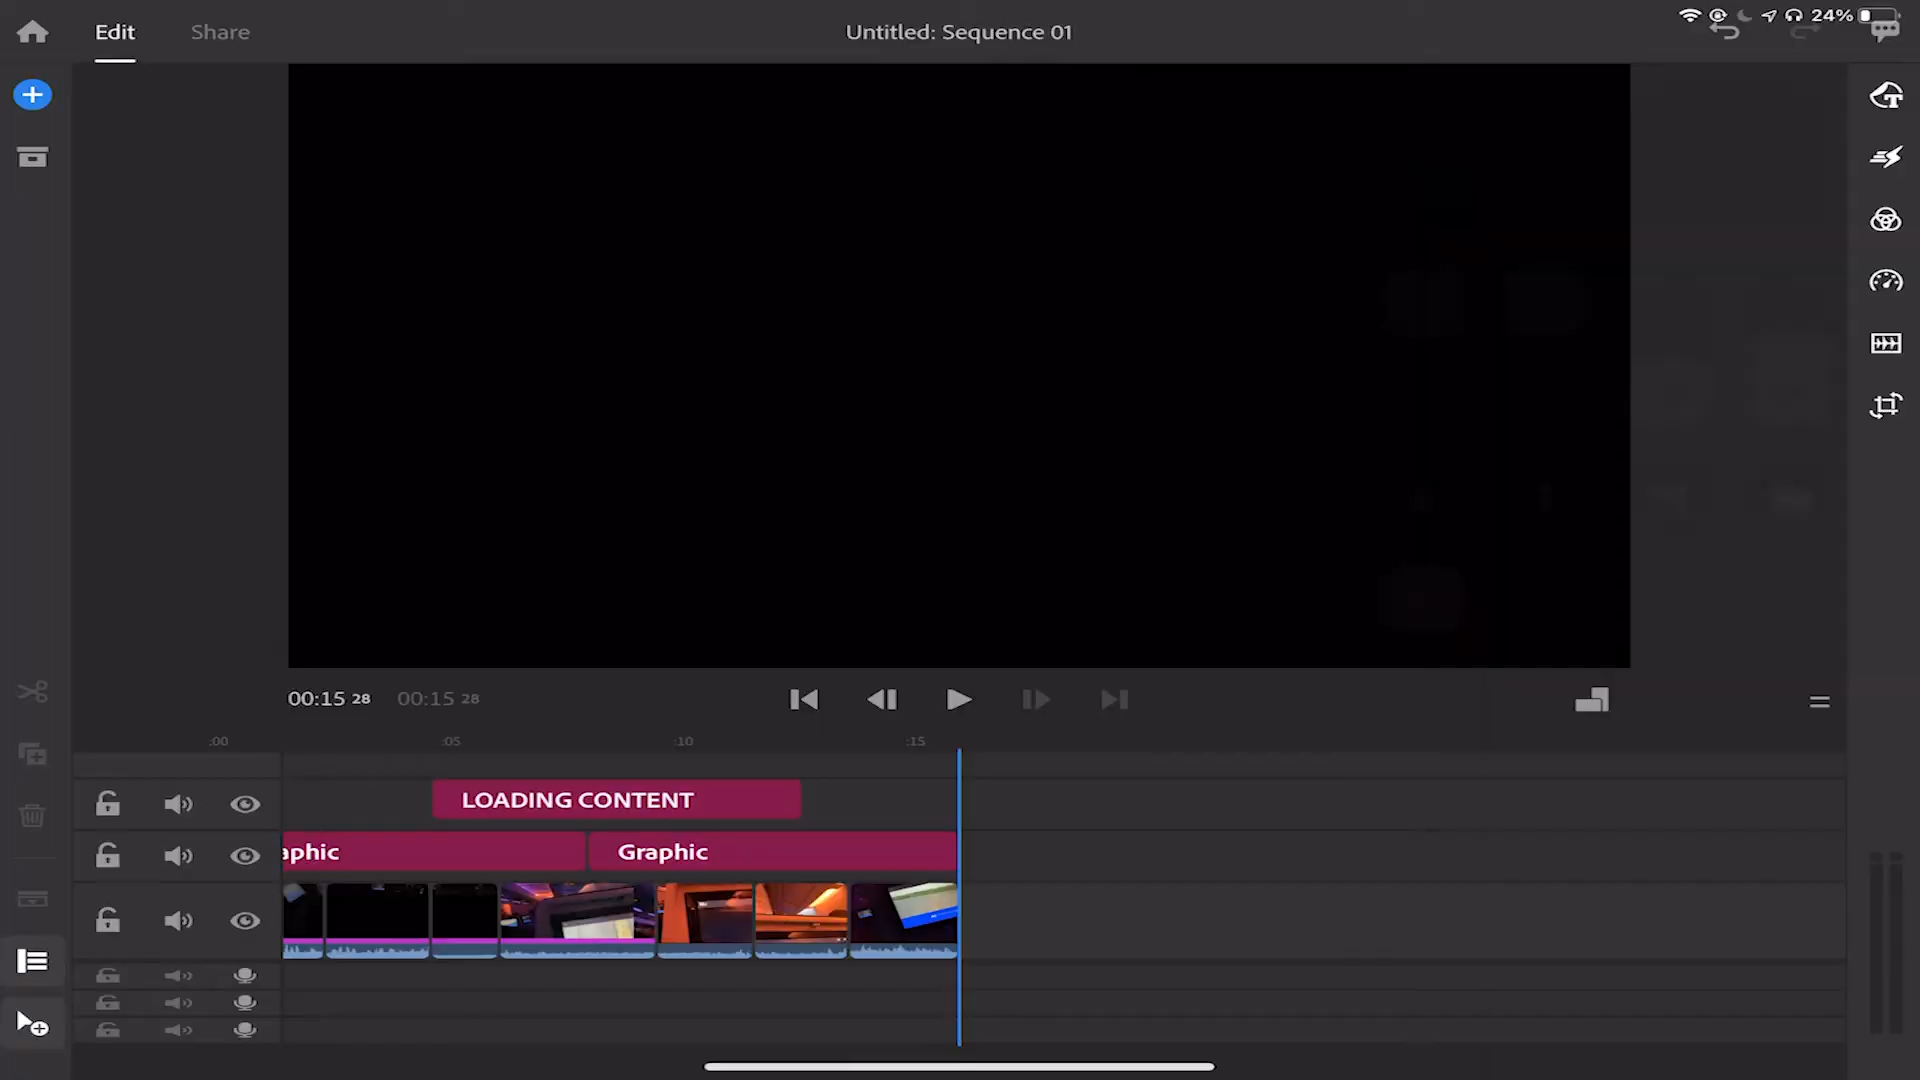 Edit
Share
Untitled: Sequence 01
24%
00:15 28
00:15 28
:00
:05
:10
:15
LOADING CONTENT
aphic
Graphic